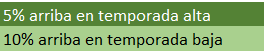 5% arriba en temporada alta
10% arriba en temporada baja